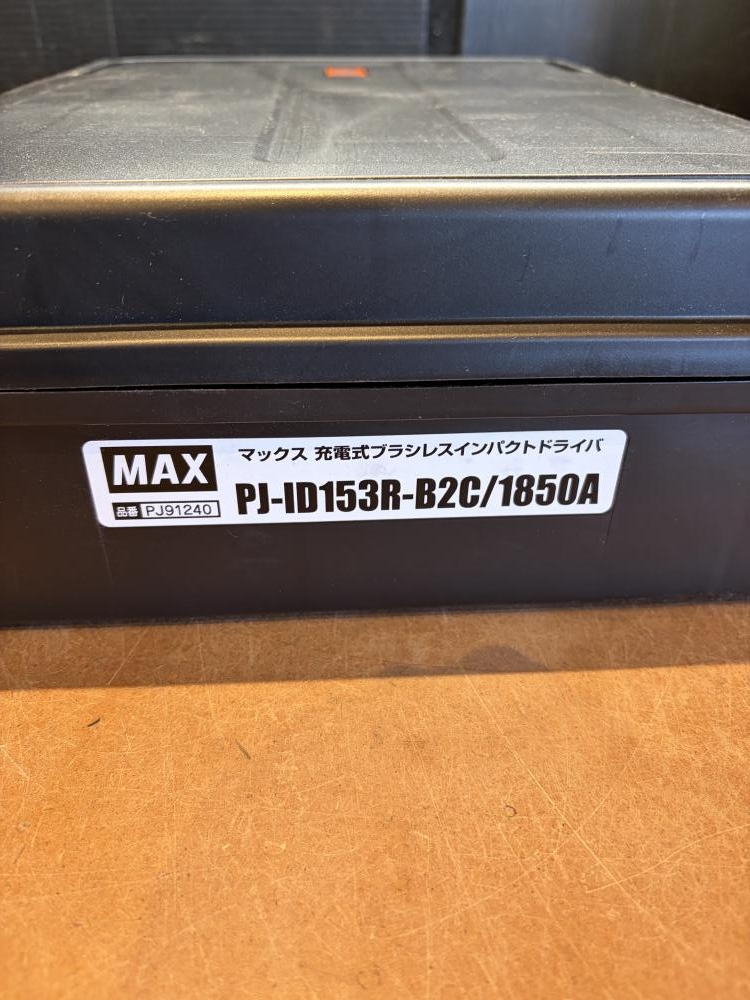 MAX
マックス 充電式ブラシレスインパクトドライバ
品番 PJ91240
PJ-ID153R-B2C/1850A